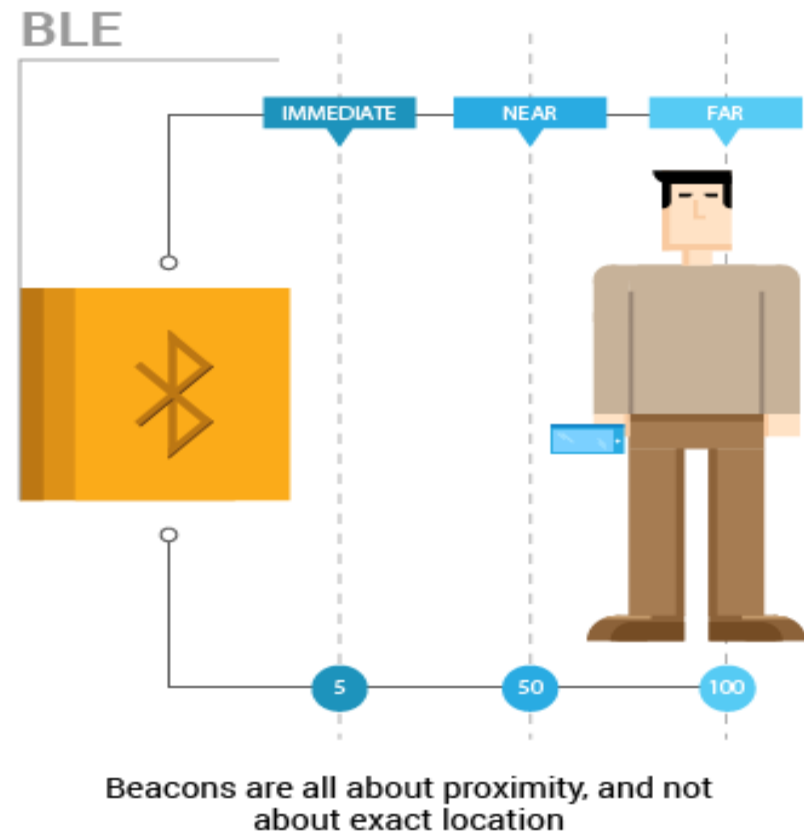 BLE
IMMEDIATE
NEAR
FAR
5
50
100
Beacons are all about proximity, and not
about exact location